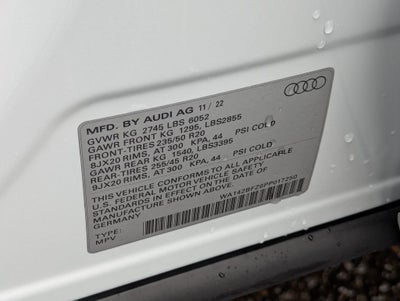 MFD. BY AUDI AG 11 / 22
GVWR KG 2745 LBS 6052
GAWR FRONT KG 1295, LBS2855
FRONT-TIRES 235/50 R20
8JX20 RIMS, AT 300 KPA, 44 PSI COLD
GAWR REAR KG 1540, LBS3395
REAR-TIRES 255/45 R20
9JX20 RIMS, AT 300 KPA, 44 PSI COLD
THIS VEHICLE CONFORMS TO ALL APPLICABLE
U.S. FEDERAL MOTOR VEHICLE SAFETY
STANDARDS IN EFFECT ON THE DATE OF
MANUFACTURE SHOWN ABOVE.
GERMANY
TYPE:
MPV